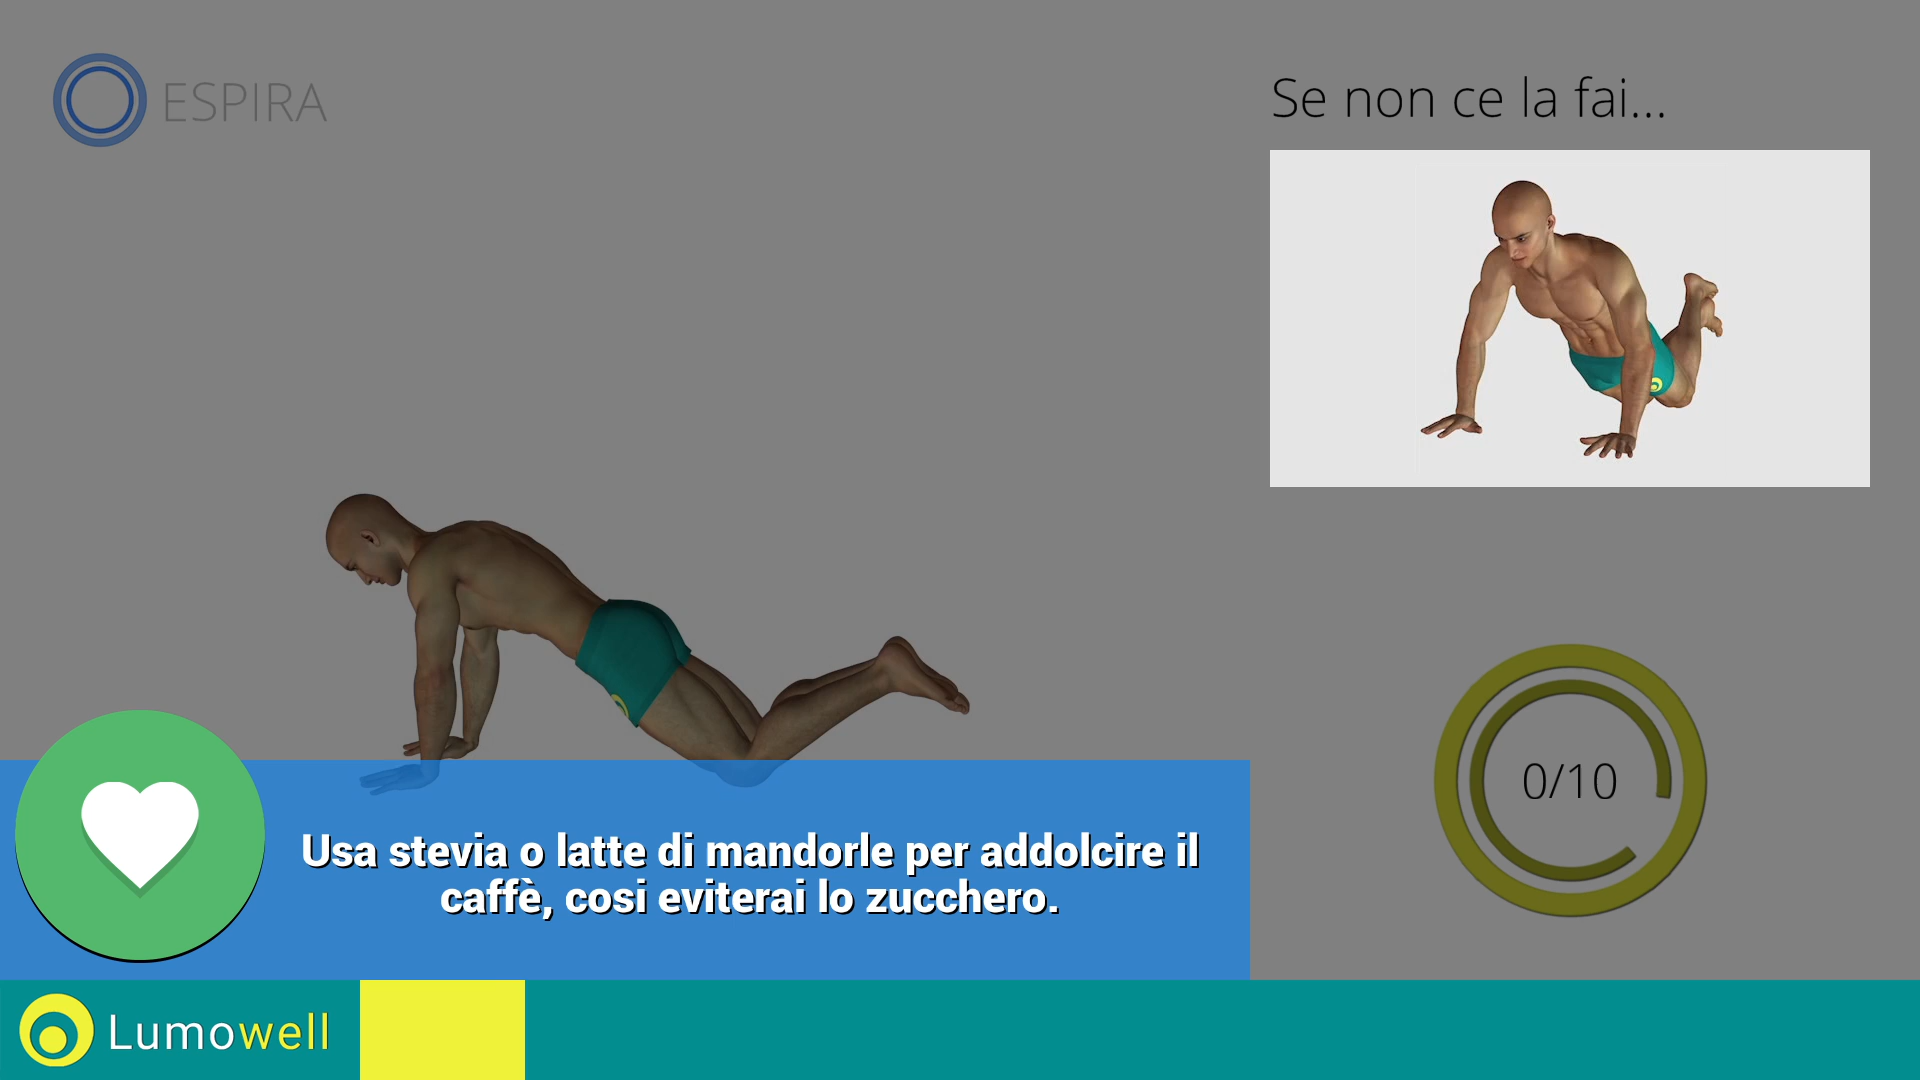 ESPIRA
Se non ce la fai...
0/10
Usa stevia o latte di mandorle per addolcire il
caffè, cosi eviterai lo zucchero.
Lumowell